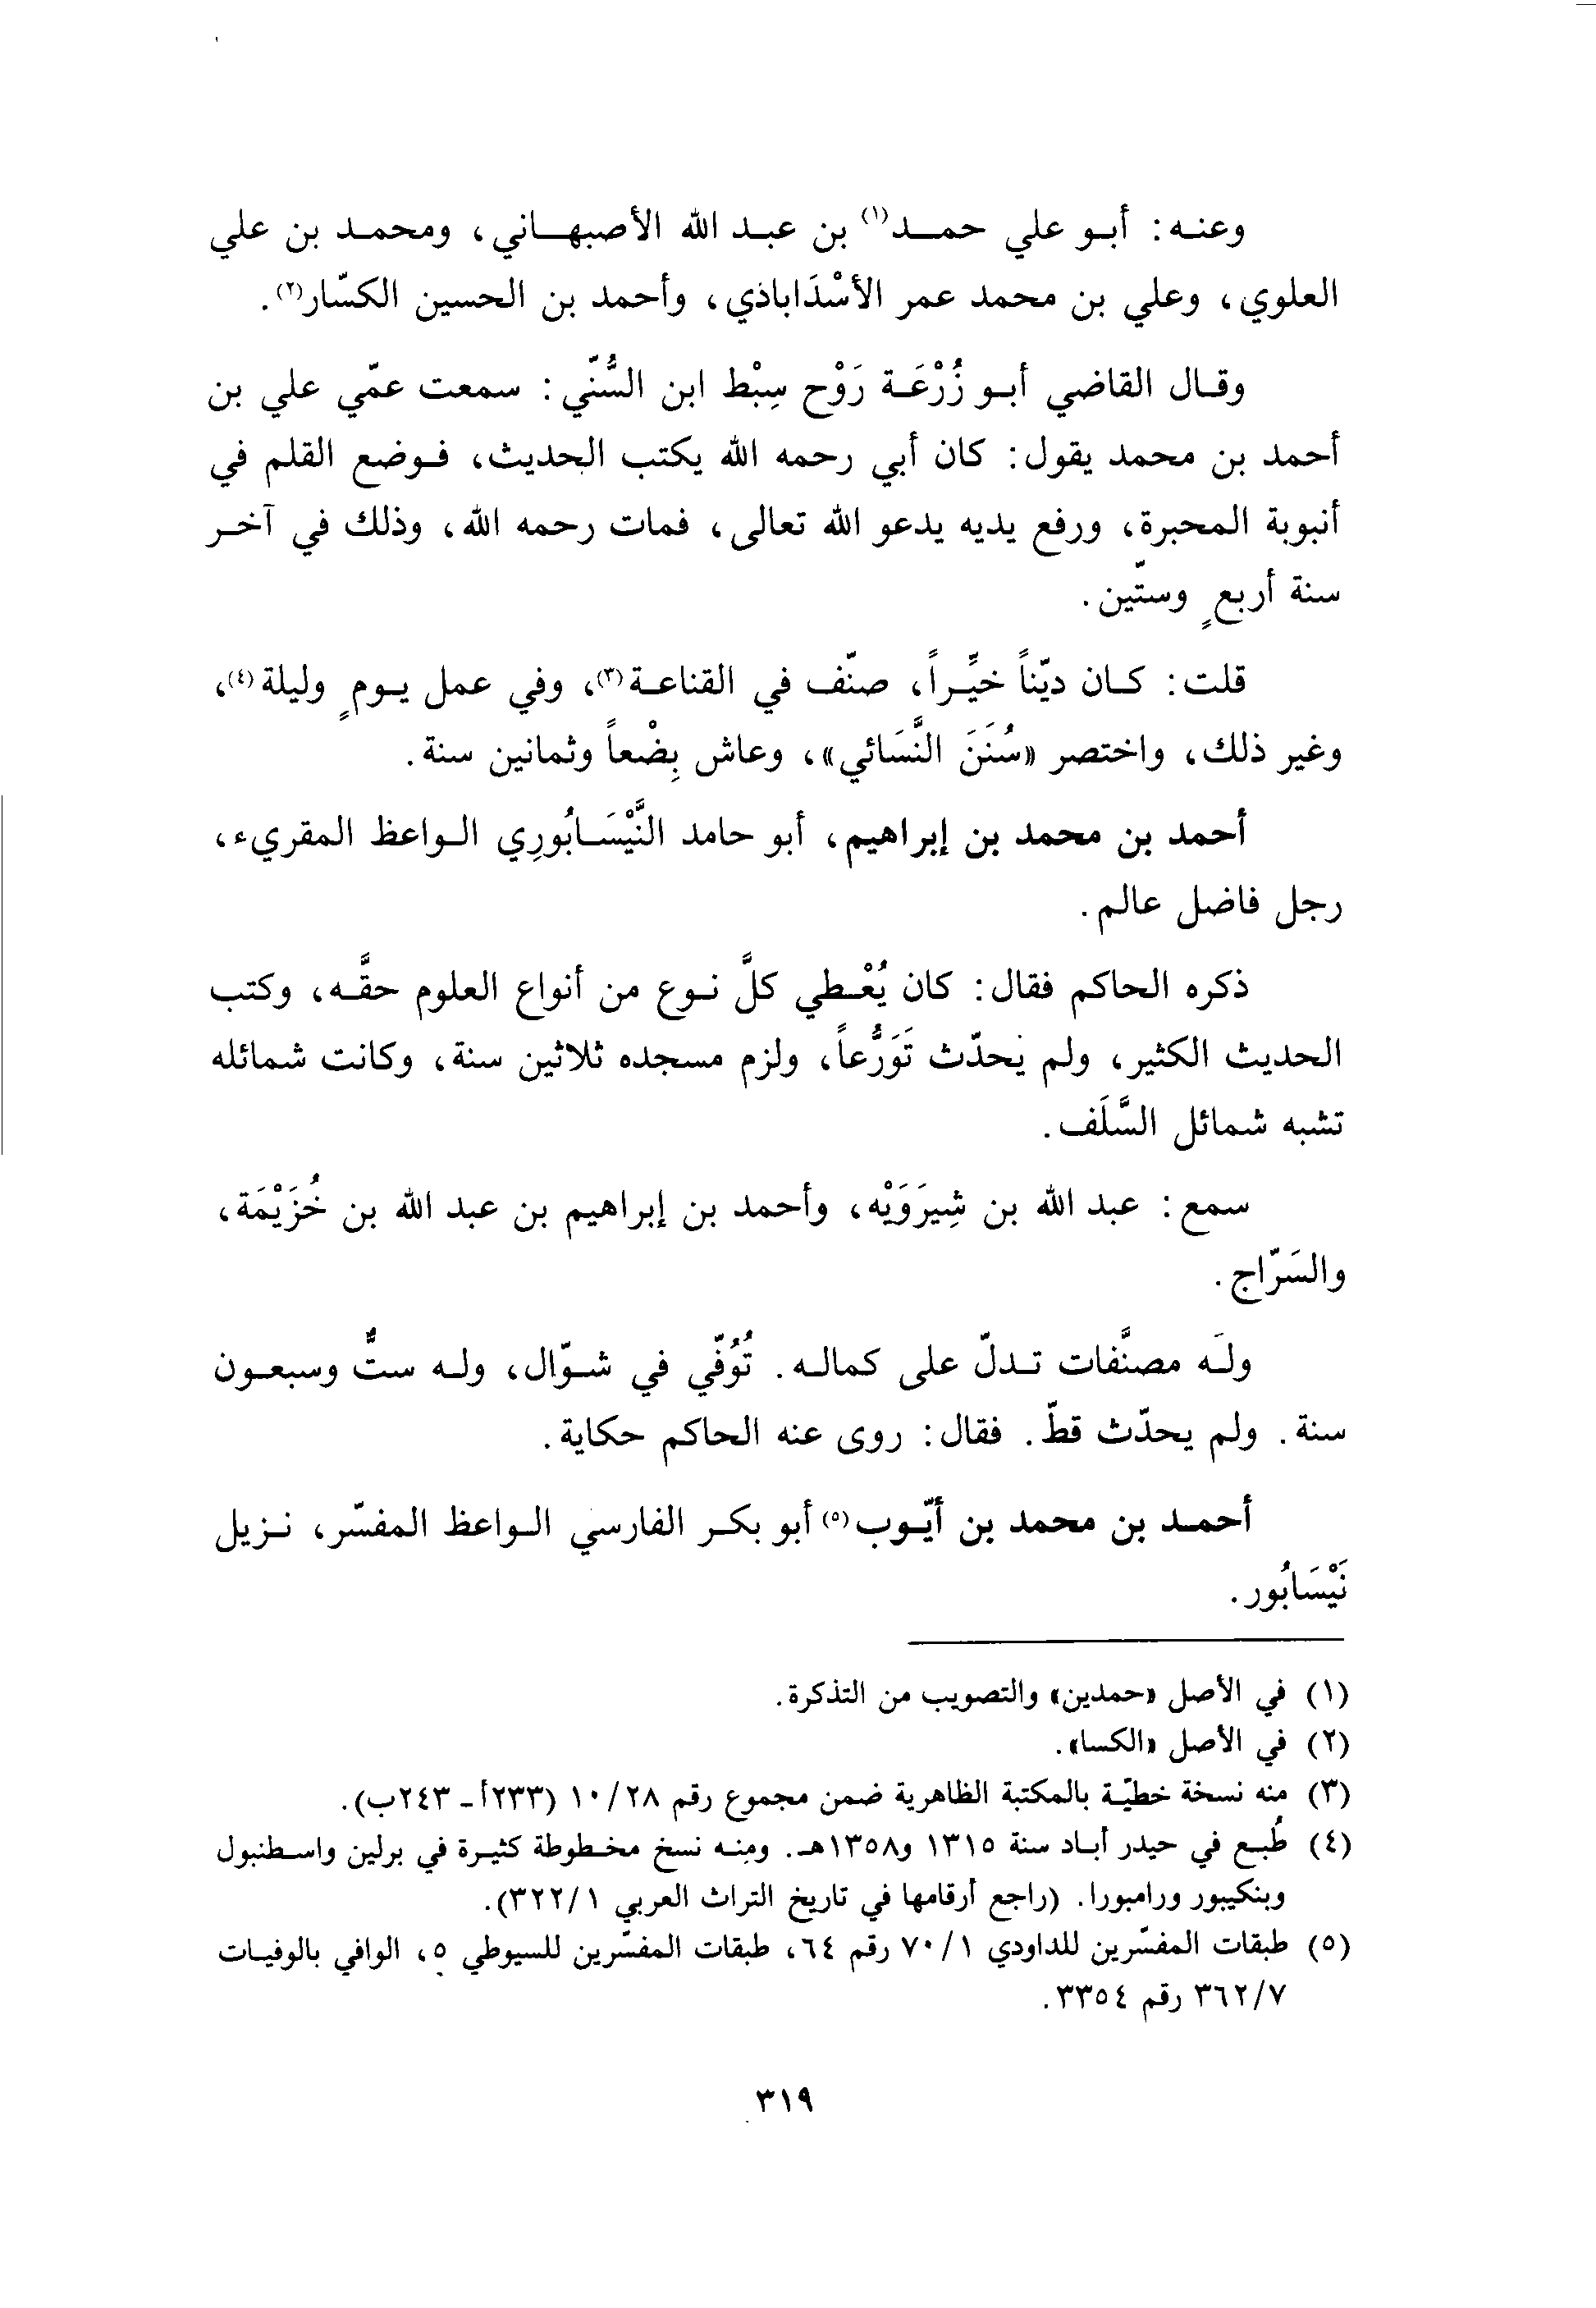 وعنه: أبو علي حمد(١) بن عبد الله الأصبهاني، ومحمد بن علي
العلوي، وعلي بن محمد عمر الأسْدَاباذي، وأحمد بن الحسين الكسّار(٢).
وقال القاضي أبو زُرْعَة رَوْح سِبْط ابن السُّنّي: سمعت عمّي علي بن
أحمد بن محمد يقول: كان أبي رحمه الله يكتب الحديث، فوضع القلم في
أنبوبة المحبرة، ورفع يديه يدعو الله تعالى، فمات رحمه الله، وذلك في آخر
سنة أربعٍ وستّين.
قلت: كان ديّناً خيِّراً، صنّف في القناعة(٣)، وفي عمل يومٍ وليلة(٤)،
وغير ذلك، واختصر «سُنَنَ النَّسَائي»، وعاش بِضْعاً وثمانين سنة.
أحمد بن محمد بن إبراهيم، أبو حامد النَّيْسَابُورِي الواعظ المقريء،
رجل فاضل عالم.
ذكره الحاكم فقال: كان يُعْطي كلَّ نوع من أنواع العلوم حقَّه، وكتب
الحديث الكثير، ولم يحدّث تَوَرُّعاً، ولزم مسجده ثلاثين سنة، وكانت شمائله
تشبه شمائل السَّلَف.
سمع: عبد الله بن شِيرَوَيْه، وأحمد بن إبراهيم بن عبد الله بن خُزَيْمَة،
والسَرّاج.
ولَه مصنَّفات تدلّ على كماله. تُوُفّي في شوّال، وله ستٌّ وسبعون
سنة. ولم يحدّث قطّ. فقال: روى عنه الحاكم حكاية.
أحمد بن محمد بن أيّوب(٥) أبو بكر الفارسي الواعظ المفسّر، نزيل
نَيْسَابُور.
(١) في الأصل «حمدين» والتصويب من التذكرة.
(٢) في الأصل «الكسا».
(٣) منه نسخة خطيّة بالمكتبة الظاهرية ضمن مجموع رقم ١٠/٢٨ (٢٣٣أ ـ ٢٤٣ب).
(٤) طُبع في حيدر أباد سنة ١٣١٥ و١٣٥٨هـ. ومنه نسخ مخطوطة كثيرة في برلين واسطنبول
وبنكيبور ورامبورا. (راجع أرقامها في تاريخ التراث العربي ٣٢٢/١).
(٥) طبقات المفسّرين للداودي ٧٠/١ رقم ٦٤، طبقات المفسّرين للسيوطي ٥، الوافي بالوفيات
٣٦٢/٧ رقم ٣٣٥٤.
٣١٩